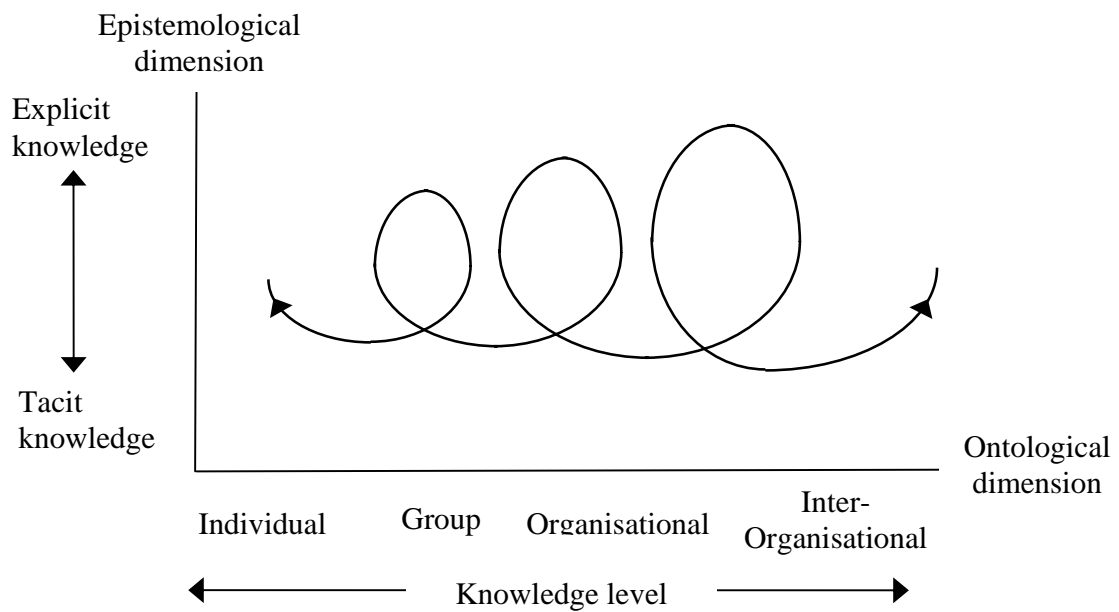 Epistemological
dimension
Explicit
knowledge
Tacit
knowledge
Ontological
dimension
Individual
Group
Organisational
Inter-
Organisational
Knowledge level